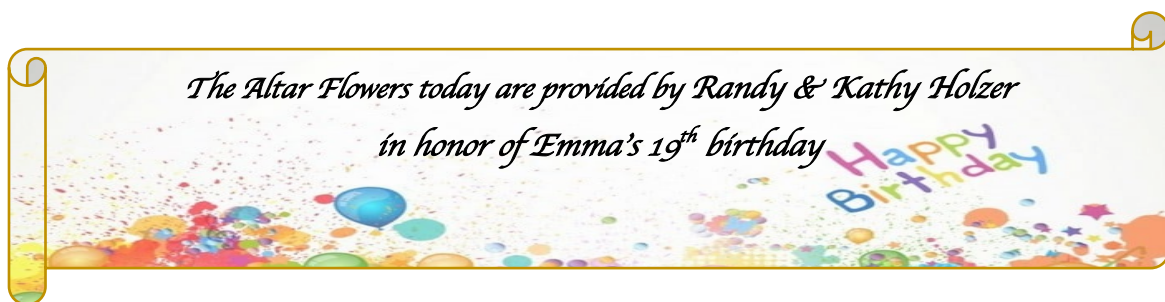 The Altar Flowers today are provided by Randy & Kathy Holzer
in honor of Emma's 19th birthday
Happy
Birthday